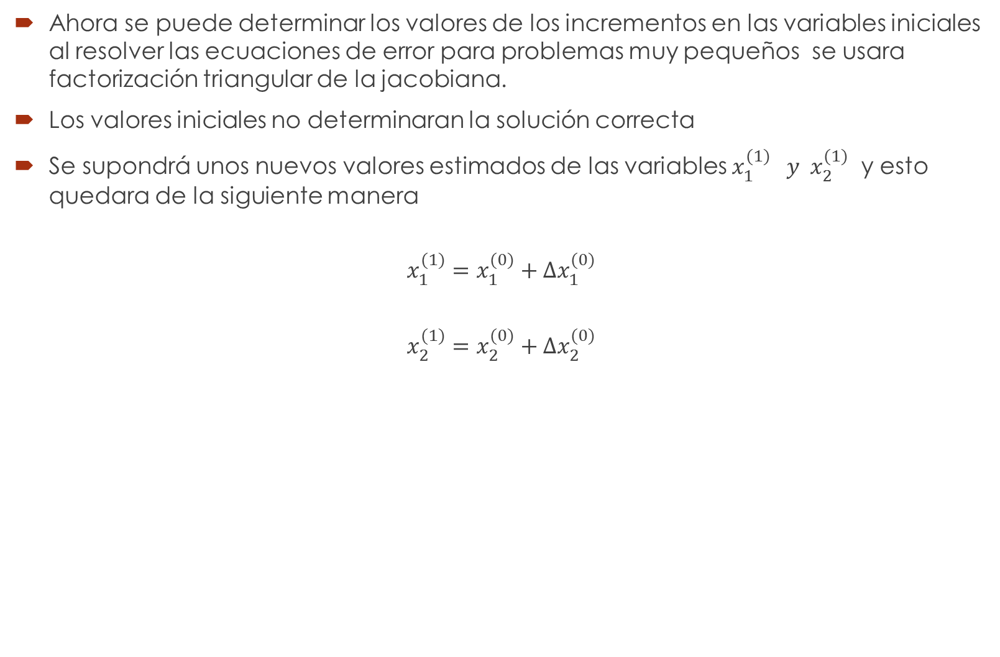 Ahora se puede determinar los valores de los incrementos en las variables iniciales
al resolver las ecuaciones de error para problemas muy pequeños se usara
factorización triangular de la jacobiana.
Los valores iniciales no determinaran la solución correcta
Se supondrá unos nuevos valores estimados de las variables $x_1^{(1)}$ y $x_2^{(1)}$ y esto
quedara de la siguiente manera
$x_1^{(1)} = x_1^{(0)} + \Delta x_1^{(0)}$
$x_2^{(1)} = x_2^{(0)} + \Delta x_2^{(0)}$